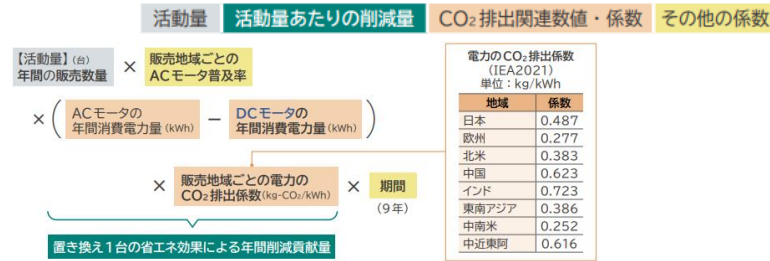 活動量 活動量あたりの削減量 CO₂排出関連数値・係数 その他の係数
【活動量】(台)
年間の販売数量
×
販売地域ごとの
ACモータ普及率
×
(
ACモータの
年間消費電力量(kWh)
−
DCモータの
年間消費電力量(kWh)
)
×
販売地域ごとの電力の
CO₂排出係数(kg-CO₂/kWh)
×
期間
(9年)
置き換え1台の省エネ効果による年間削減貢献量
電力のCO₂排出係数
(IEA2021)
単位：kg/kWh
地域 係数
日本 0.487
欧州 0.277
北米 0.383
中国 0.623
インド 0.723
東南アジア 0.386
中南米 0.252
中近東阿 0.616